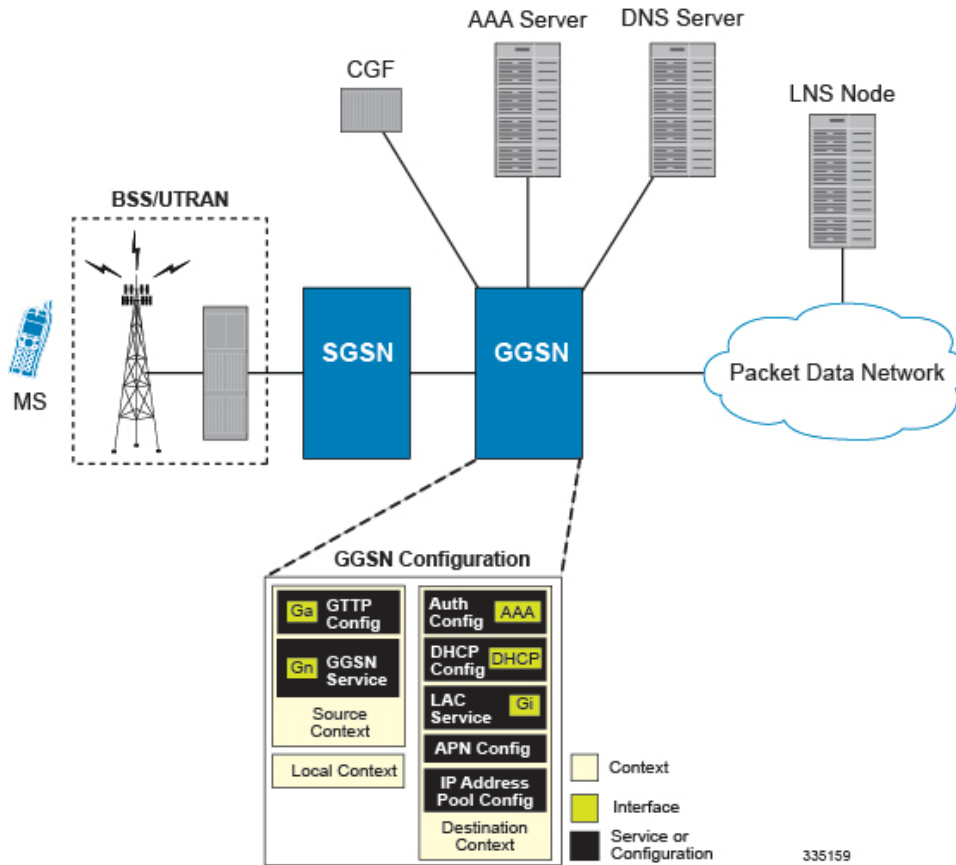 AAA Server
DNS Server
CGF
LNS Node
BSS/UTRAN
MS
SGSN
GGSN
Packet Data Network
GGSN Configuration
Ga
GTTP
Config
Gn
GGSN
Service
Source
Context
Local Context
Auth
Config
AAA
DHCP
Config
DHCP
LAC
Service
Gi
APN Config
IP Address
Pool Config
Destination
Context
Context
Interface
Service or
Configuration
335159